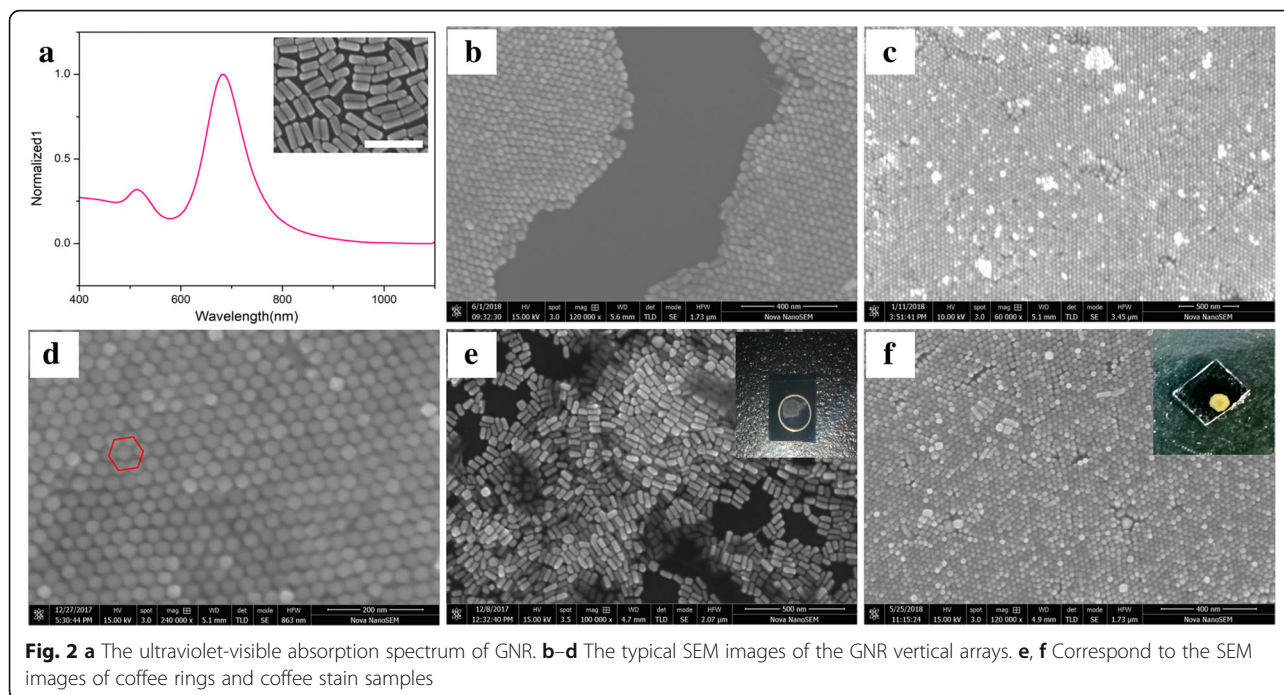 a
1.0
0.5
0.0
Normalized1
400 600 800 1000
Wavelength(nm)
b
6/1/2018 HV spot mag WD det mode HFW 400 nm
09:32:30 15.00 kV 3.0 120 000 x 5.6 mm TLD SE 1.73 µm Nova NanoSEM
c
1/11/2018 HV spot mag WD det mode HFW 500 nm
3:51:41 PM 10.00 kV 3.0 60 000 x 5.1 mm TLD SE 3.45 µm Nova NanoSEM
d
12/27/2017 HV spot mag WD det mode HFW 200 nm
5:30:44 PM 15.00 kV 3.0 240 000 x 5.1 mm TLD SE 863 nm Nova NanoSEM
e
12/8/2017 HV spot mag WD det mode HFW 500 nm
12:32:40 PM 15.00 kV 3.5 100 000 x 4.7 mm TLD SE 2.07 µm Nova NanoSEM
f
5/25/2018 HV spot mag WD det mode HFW 400 nm
11:15:24 15.00 kV 3.0 120 000 x 4.9 mm TLD SE 1.73 µm Nova NanoSEM
Fig. 2 a The ultraviolet-visible absorption spectrum of GNR. b–d The typical SEM images of the GNR vertical arrays. e, f Correspond to the SEM
images of coffee rings and coffee stain samples